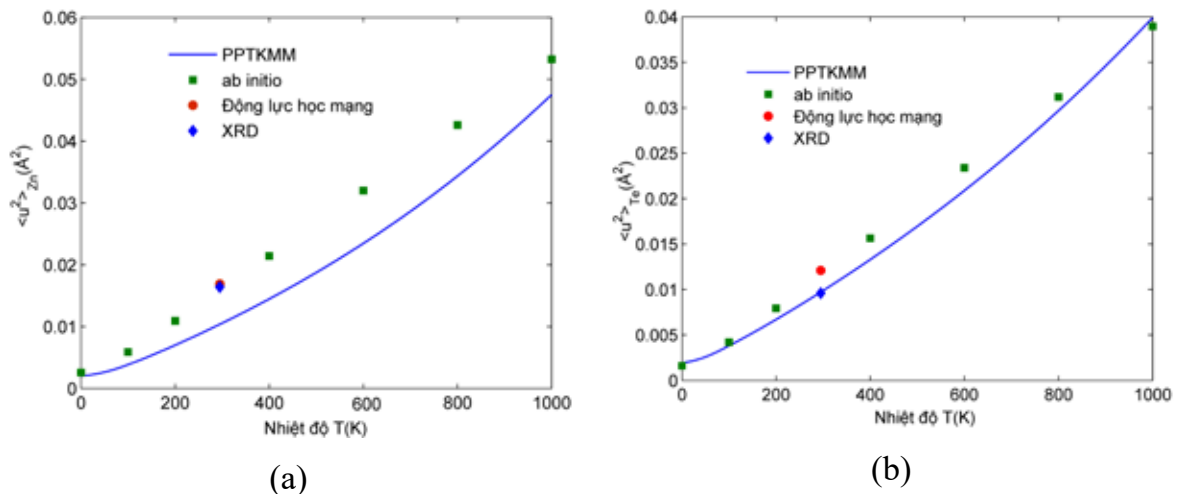 0.06
0.05
0.04
0.03
0.02
0.01
0
<u²>Zn(Å²)
PPTKMM
ab initio
Động lực học mạng
XRD
0 200 400 600 800 1000
Nhiệt độ T(K)
(a)
0.04
0.035
0.03
0.025
0.02
0.015
0.01
0.005
0
<u²>Te(Å²)
PPTKMM
ab initio
Động lực học mạng
XRD
0 200 400 600 800 1000
Nhiệt độ T(K)
(b)